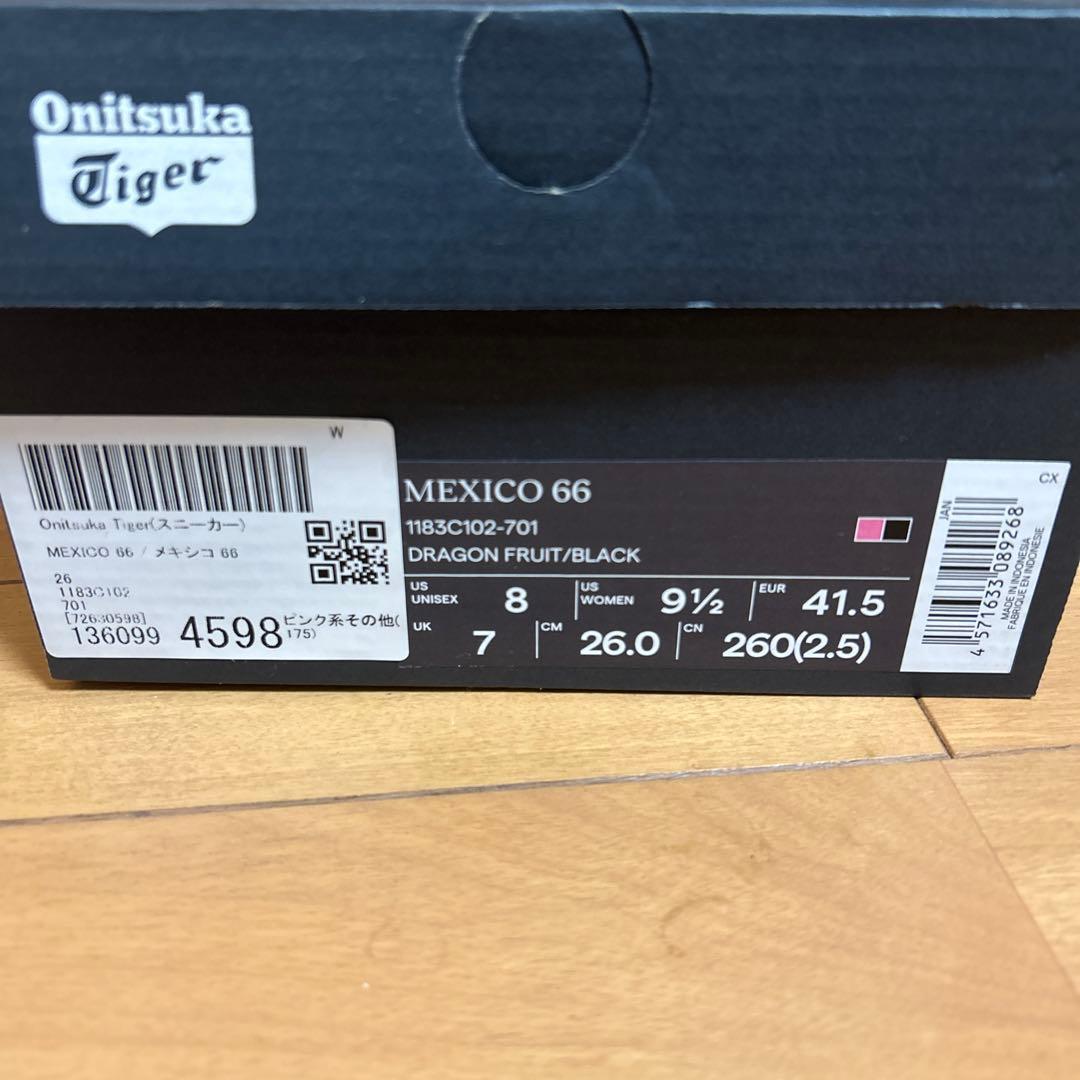 Onitsuka
Tiger
W
Onitsuka Tiger(スニーカー)
MEXICO 66 / メキシコ 66
26
1183C102
701
[72630598]
136099 4598 ピンク系その他(
175)
MEXICO 66
1183C102-701
DRAGON FRUIT/BLACK
US UNISEX 8 US WOMEN 9½ EUR 41.5
UK 7 CM 26.0 CN 260(2.5)
CX
JAN
4 571633 089268
MADE IN INDONESIA
FABRIQUE EN INDONESIE